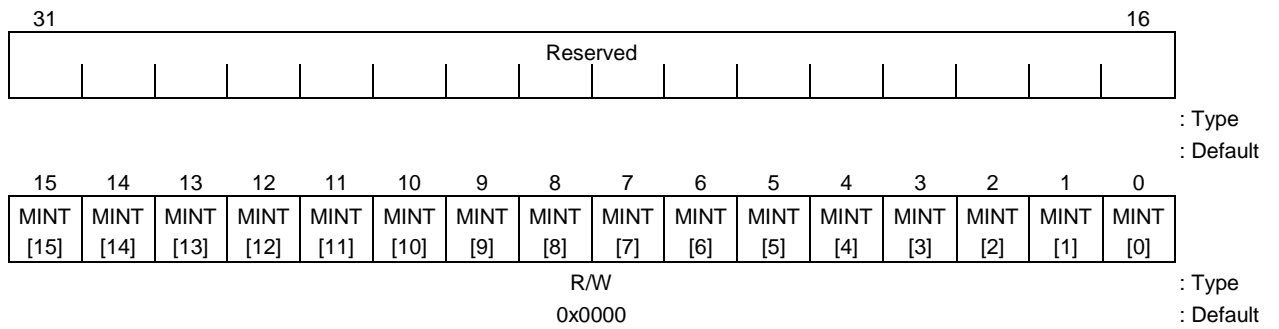 31 16
Reserved
: Type
: Default
15 14 13 12 11 10 9 8 7 6 5 4 3 2 1 0
MINT MINT MINT MINT MINT MINT MINT MINT MINT MINT MINT MINT MINT MINT MINT MINT
[15] [14] [13] [12] [11] [10] [9] [8] [7] [6] [5] [4] [3] [2] [1] [0]
R/W : Type
0x0000 : Default